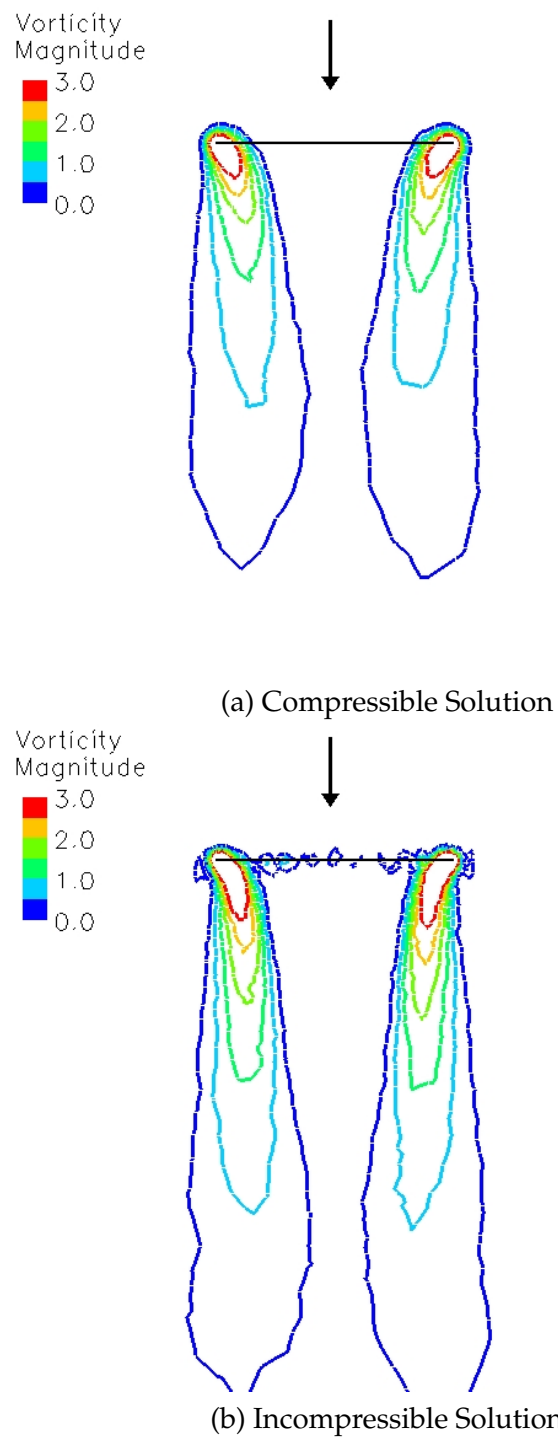 Vorticity
Magnitude
3.0
2.0
1.0
0.0
(a) Compressible Solution
Vorticity
Magnitude
3.0
2.0
1.0
0.0
(b) Incompressible Solution